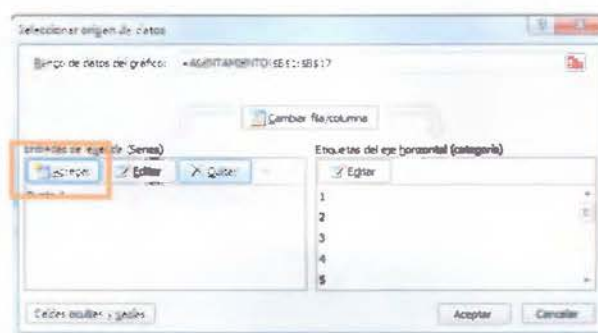 Seleccionar origen de datos
Rango de datos del gráfico:
Cambiar fila/columna
Entradas de leyenda (Series)
Etiquetas del eje horizontal (categoría)
Agregar Editar Quitar
Editar
1
2
3
4
5
Celdas ocultas y vacías
Aceptar
Cancelar